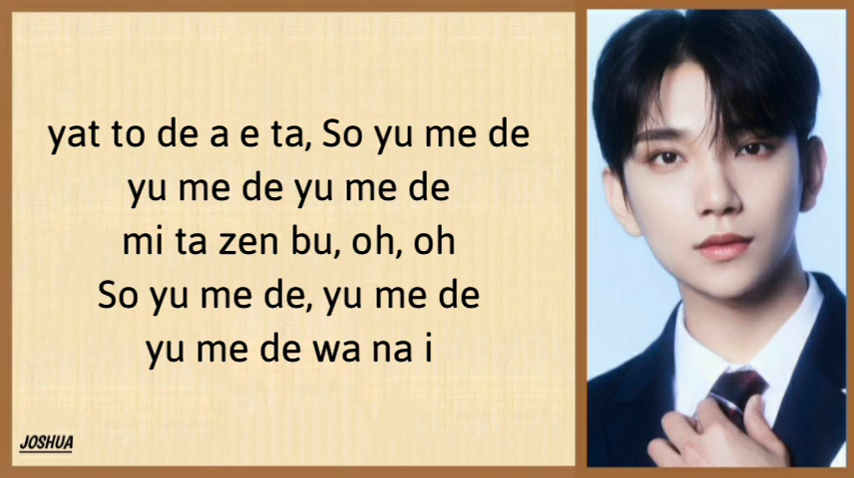 yat to de a e ta, So yu me de
yu me de yu me de
mi ta zen bu, oh, oh
So yu me de, yu me de
yu me de wa na i
JOSHUA